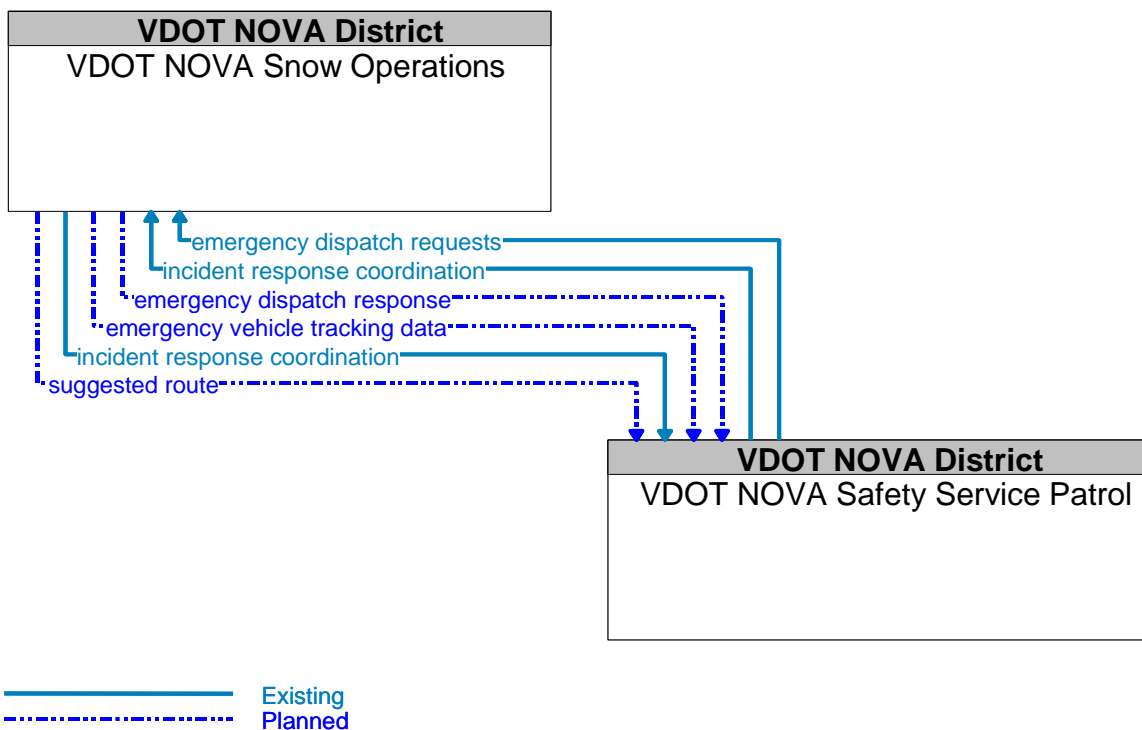 VDOT NOVA District
VDOT NOVA Snow Operations
emergency dispatch requests
incident response coordination
emergency dispatch response
emergency vehicle tracking data
incident response coordination
suggested route
VDOT NOVA District
VDOT NOVA Safety Service Patrol
Existing
Planned